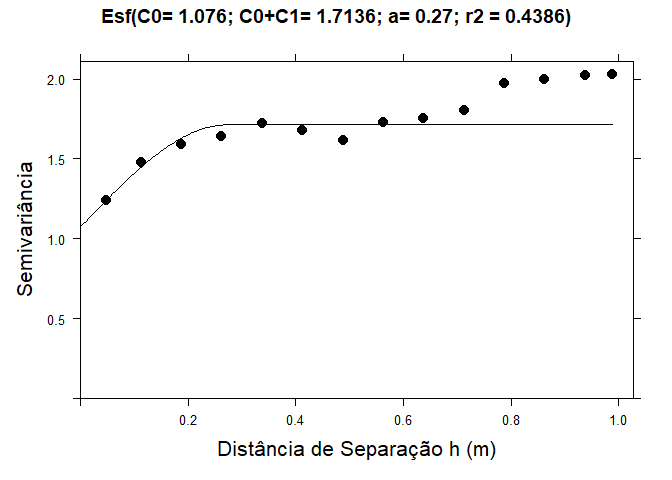 Esf(C0= 1.076; C0+C1= 1.7136; a= 0.27; r2 = 0.4386)
2.0
1.5
1.0
0.5
Semivariância
0.2 0.4 0.6 0.8 1.0
Distância de Separação h (m)